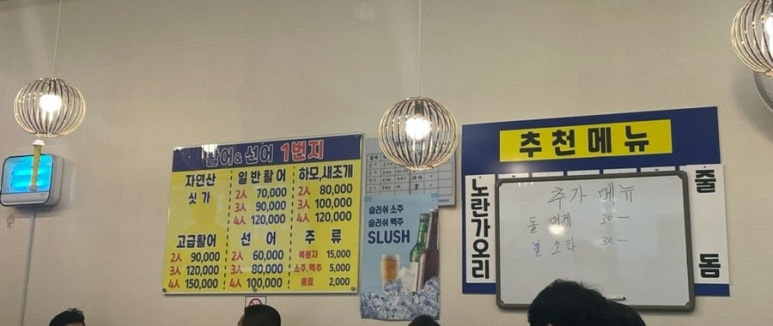 활어&선어 1번지
자연산
싯가
일반활어
2人 70,000
3人 90,000
4人 120,000
하모,새조개
2人 80,000
3人 100,000
4人 120,000
고급활어
2人 90,000
3人 120,000
4人 150,000
선어
2人 60,000
3人 80,000
4人 100,000
주류
복분자 15,000
소주,맥주 5,000
음료 2,000
슬러쉬 소주
슬러쉬 맥주
SLUSH
추천메뉴
노란가오리
추가 메뉴
돌 멍게 30.-
뿔 소라 30.-
줄돔